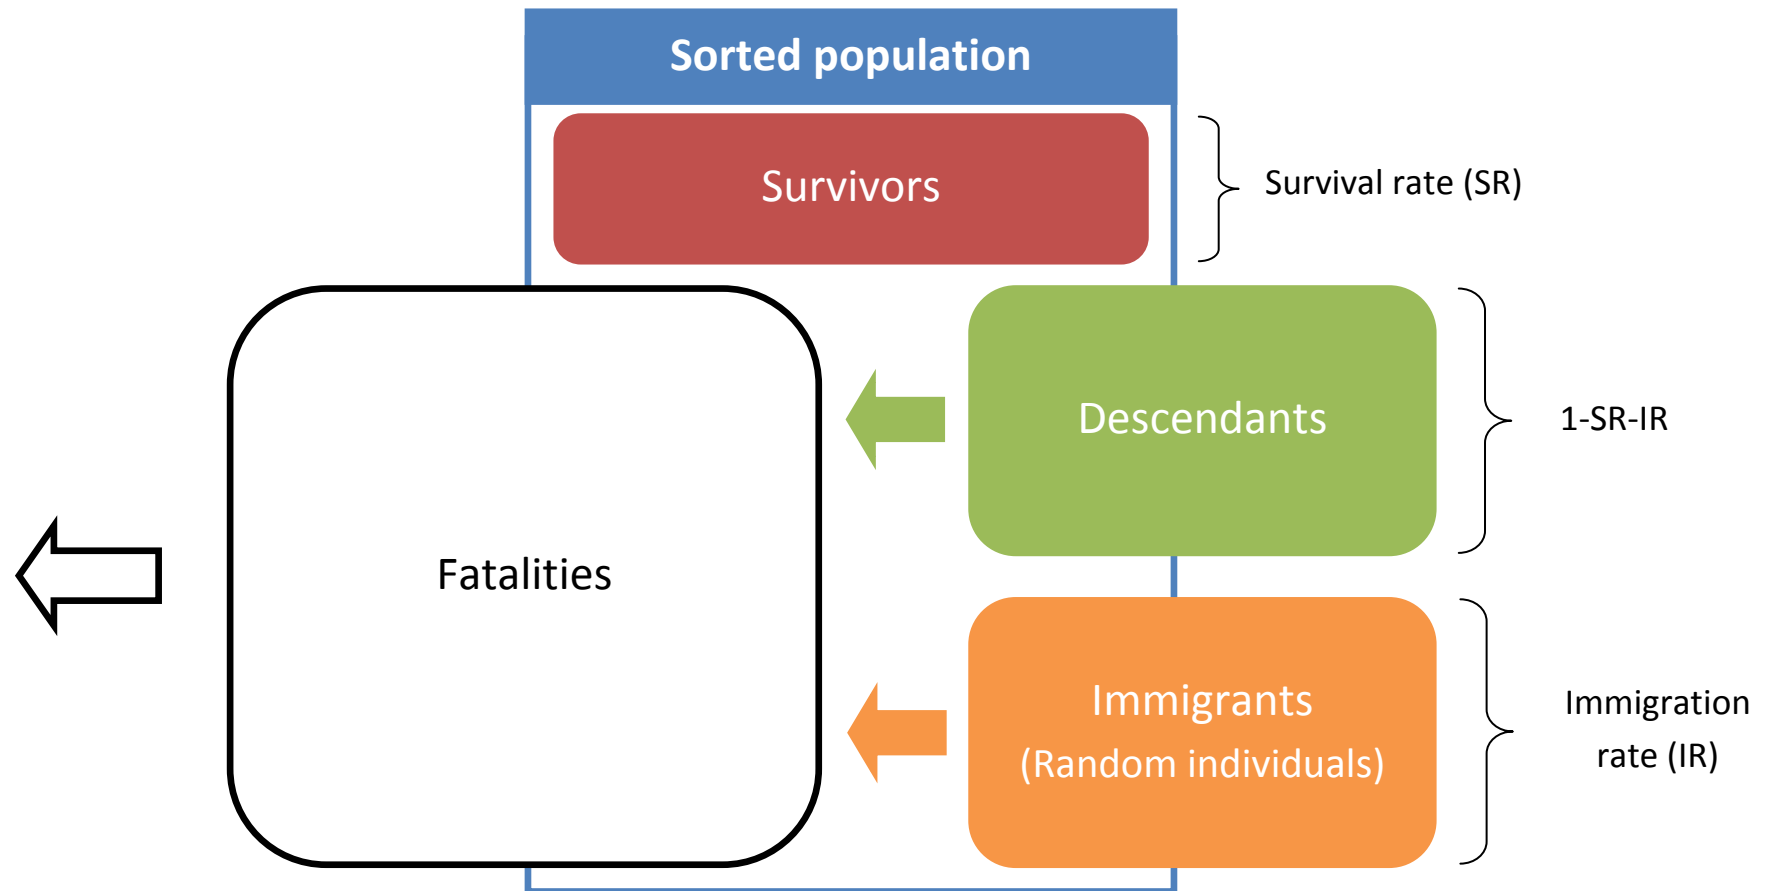 Sorted population
Survivors
Survival rate (SR)
Descendants
1-SR-IR
Fatalities
Immigrants
(Random individuals)
Immigration
rate (IR)